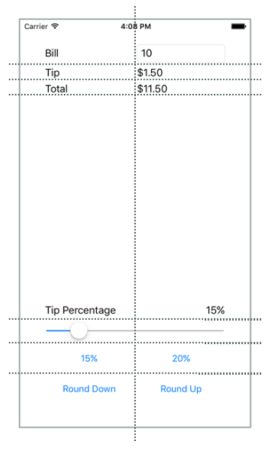 Carrier 4:08 PM
Bill 10
Tip $1.50
Total $11.50
Tip Percentage 15%
15% 20%
Round Down Round Up